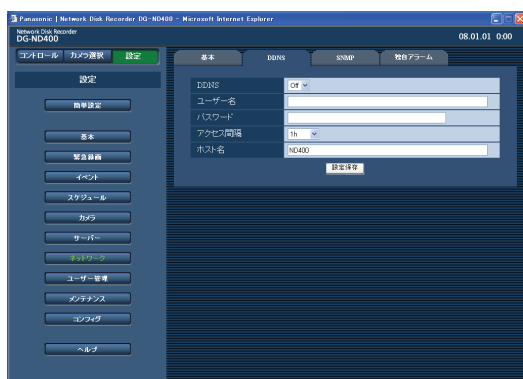 Panasonic | Network Disk Recorder DG-ND400 - Microsoft Internet Explorer
Network Disk Recorder
DG-ND400
08.01.01 0:00
コントロール カメラ選択 設定
基本 DDNS SNMP 独自アラーム
設定
簡単設定
基本
緊急録画
イベント
スケジュール
カメラ
サーバー
ネットワーク
ユーザー管理
メンテナンス
コンフィグ
ヘルプ
DDNS Off
ユーザー名
パスワード
アクセス間隔 1h
ホスト名 ND400
設定保存